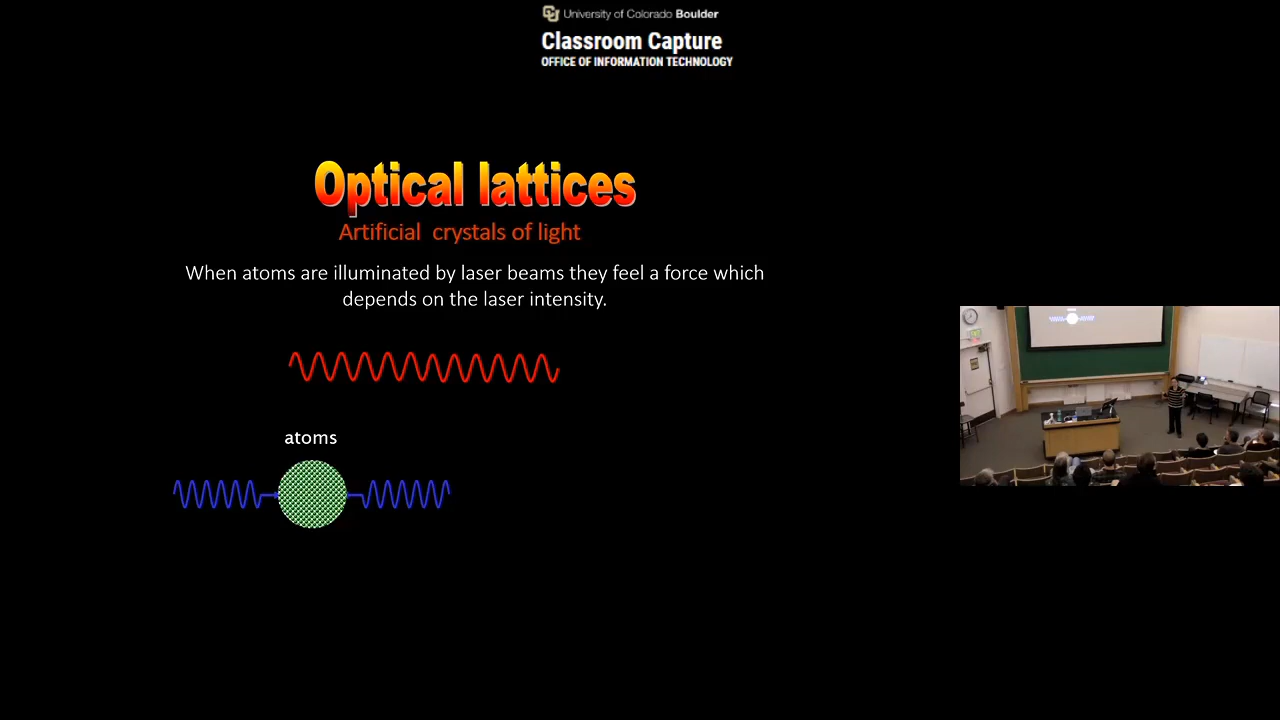 University of Colorado Boulder
Classroom Capture
OFFICE OF INFORMATION TECHNOLOGY
Optical lattices
Artificial crystals of light
When atoms are illuminated by laser beams they feel a force which
depends on the laser intensity.
atoms